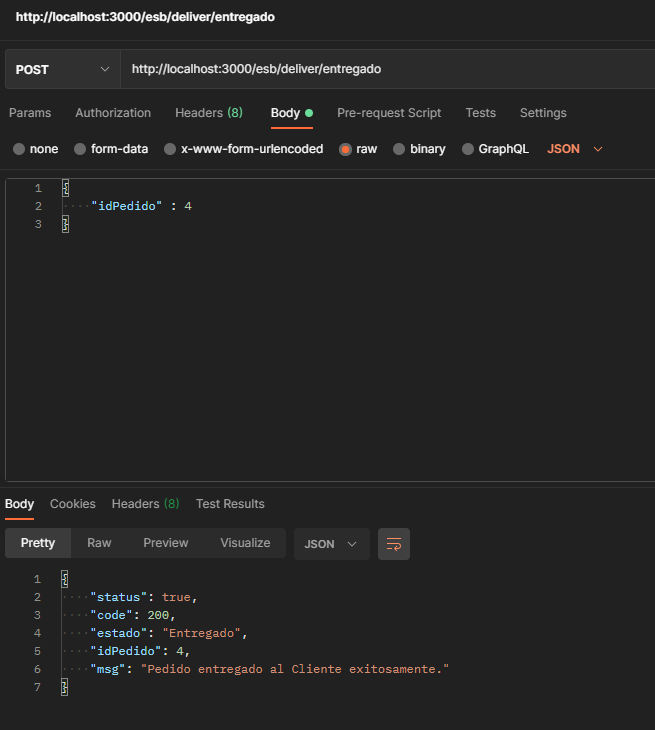 http://localhost:3000/esb/deliver/entregado
POST http://localhost:3000/esb/deliver/entregado
Params Authorization Headers (8) Body Pre-request Script Tests Settings
none form-data x-www-form-urlencoded raw binary GraphQL JSON
1 {
2 "idPedido" : 4
3 }
Body Cookies Headers (8) Test Results
Pretty Raw Preview Visualize JSON
1 {
2 "status": true,
3 "code": 200,
4 "estado": "Entregado",
5 "idPedido": 4,
6 "msg": "Pedido entregado al Cliente exitosamente."
7 }